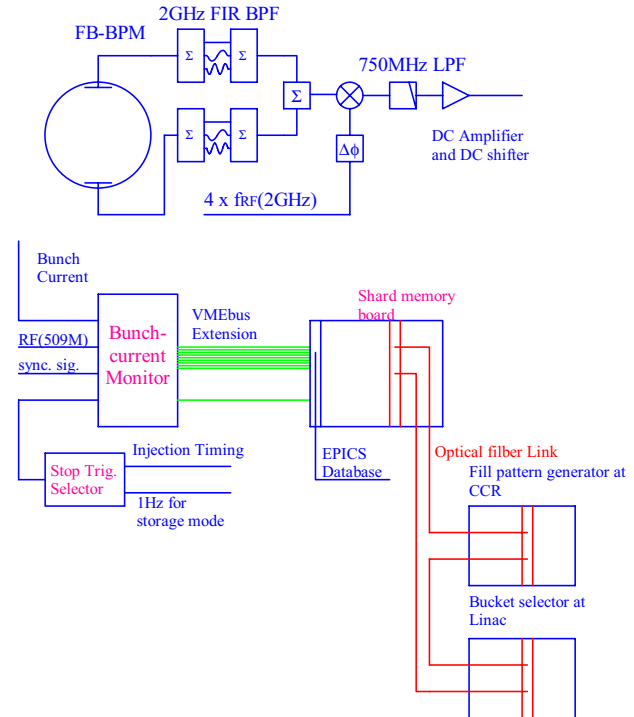 2GHz FIR BPF
FB-BPM
Σ
Σ
Σ
750MHz LPF
Σ
Σ
Δϕ
DC Amplifier
and DC shifter
4 x fRF(2GHz)
Bunch
Current
RF(509M)
sync. sig.
Bunch-
current
Monitor
VMEbus
Extension
Shard memory
board
Stop Trig.
Selector
Injection Timing
1Hz for
storage mode
EPICS
Database
Optical filber Link
Fill pattern generator at
CCR
Bucket selector at
Linac